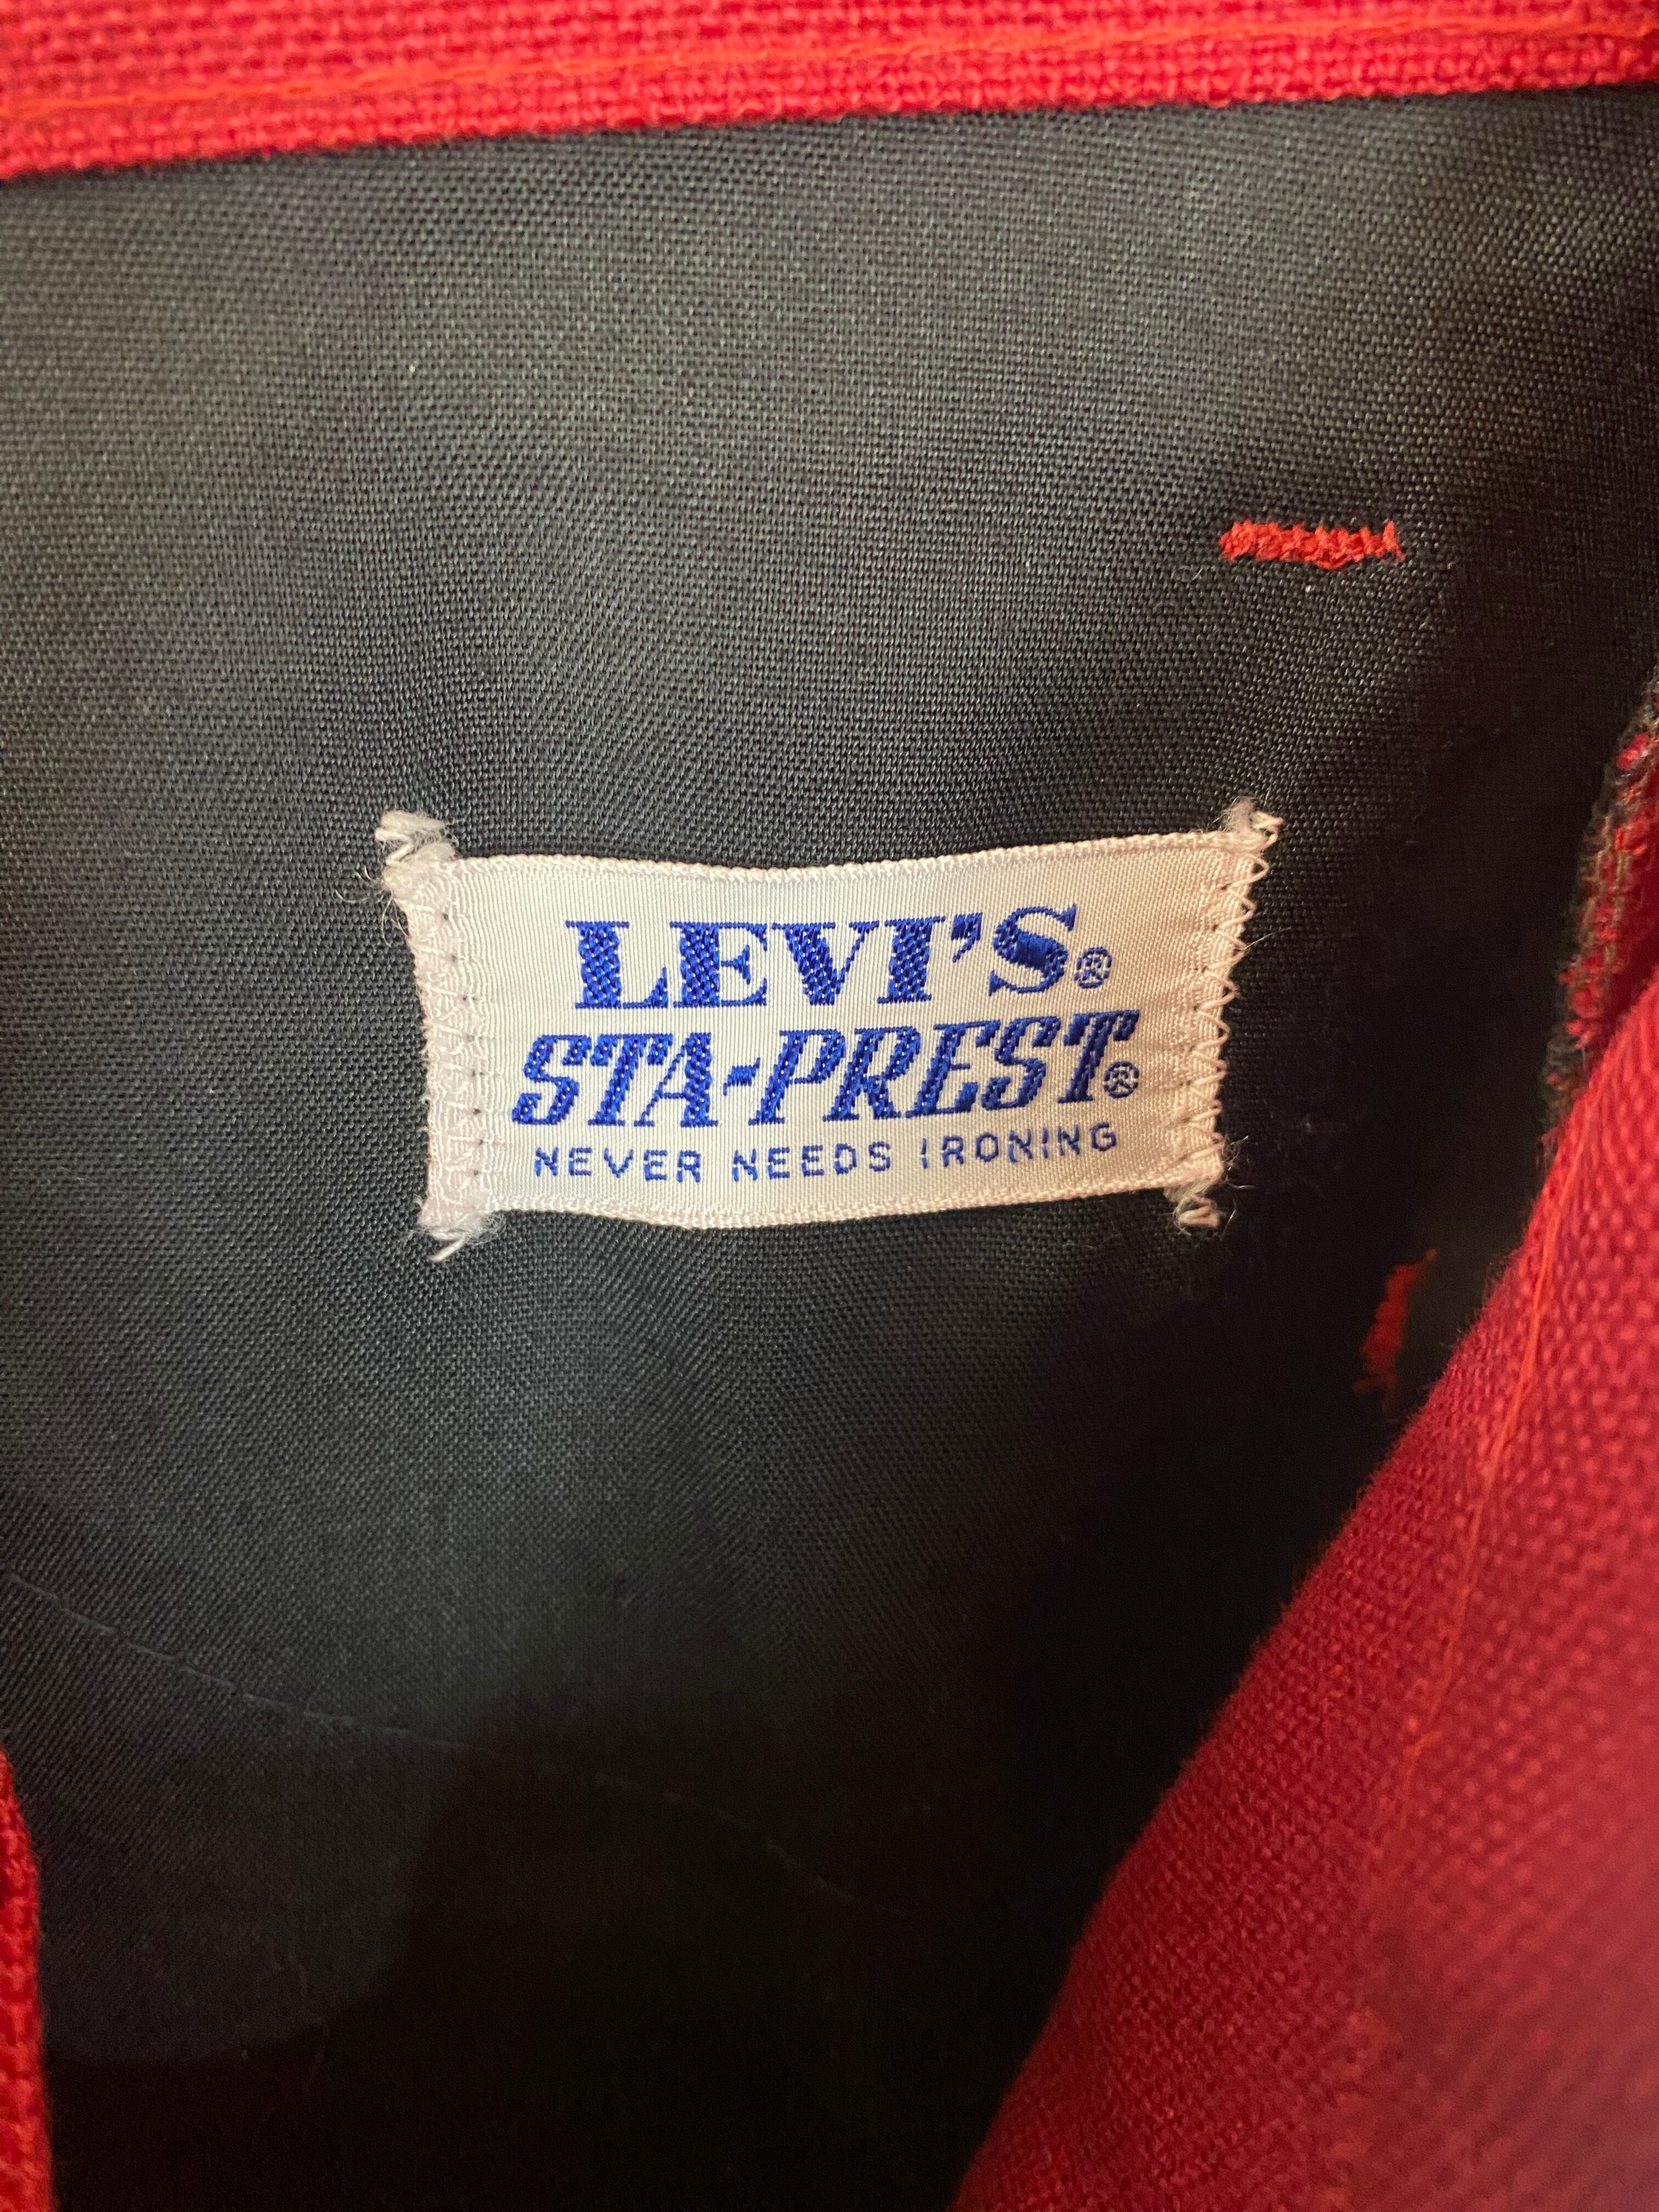 LEVI'S®
STA-PREST®
NEVER NEEDS IRONING